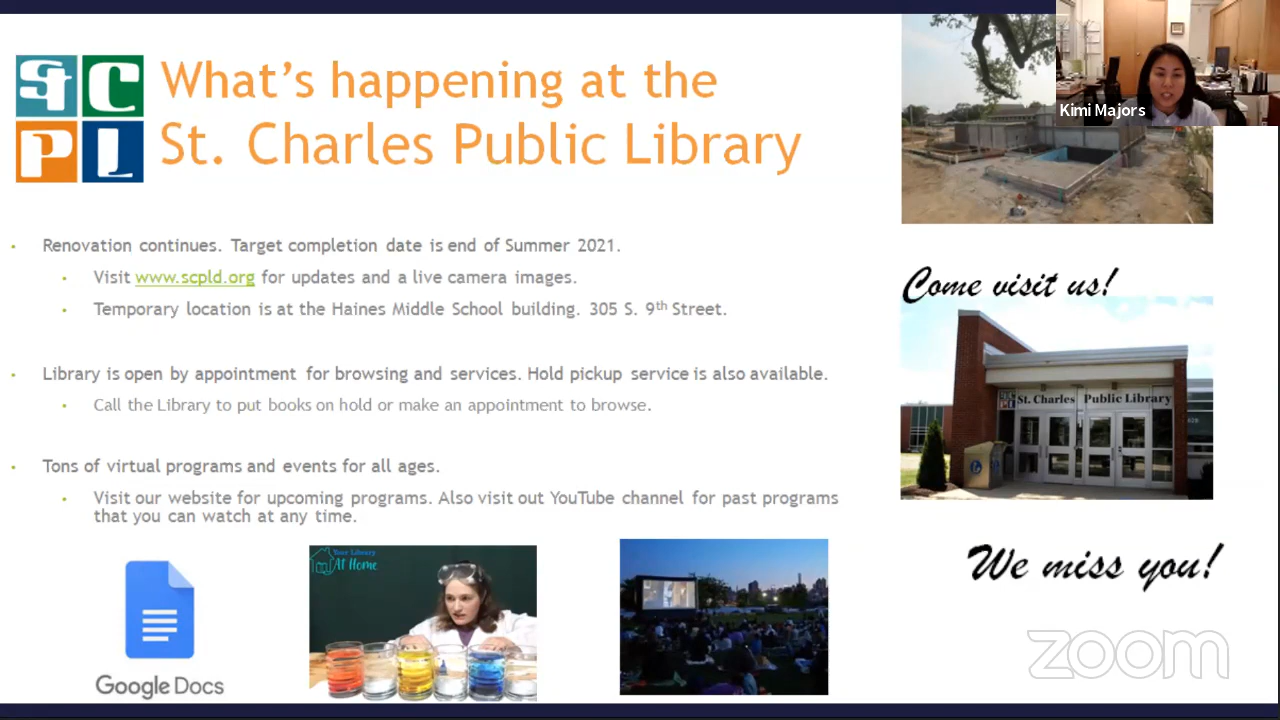 SCPL
What's happening at the
St. Charles Public Library
Kimi Majors
Renovation continues. Target completion date is end of Summer 2021.
Visit www.scpld.org for updates and a live camera images.
Temporary location is at the Haines Middle School building. 305 S. 9th Street.
Come visit us!
St. Charles Public Library
Library is open by appointment for browsing and services. Hold pickup service is also available.
Call the Library to put books on hold or make an appointment to browse.
Tons of virtual programs and events for all ages.
Visit our website for upcoming programs. Also visit out YouTube channel for past programs
that you can watch at any time.
Your Library
At Home
We miss you!
Google Docs
zoom